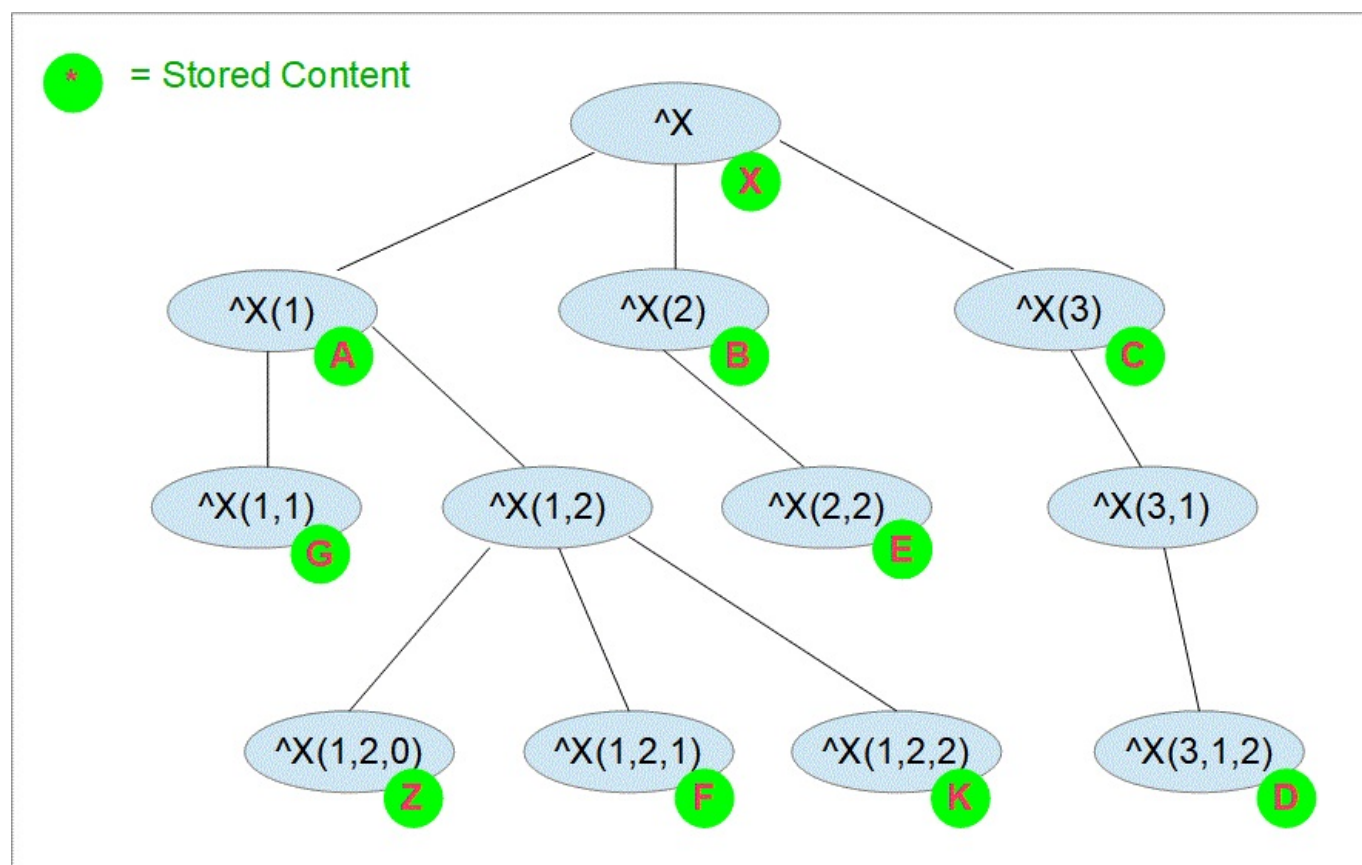 * = Stored Content
^X
X
^X(1)
A
^X(2)
B
^X(3)
C
^X(1,1)
G
^X(1,2)
^X(2,2)
E
^X(3,1)
^X(1,2,0)
Z
^X(1,2,1)
F
^X(1,2,2)
K
^X(3,1,2)
D